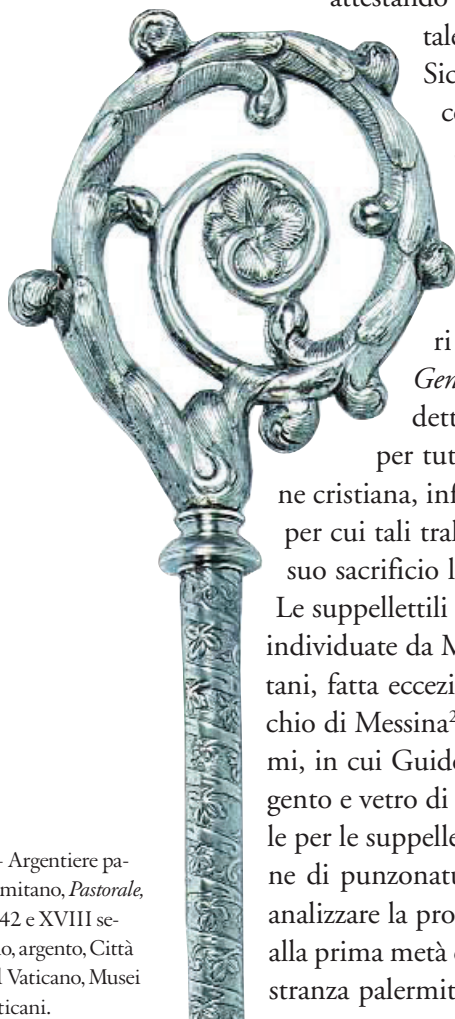 attestando
tale
Sic
co
ri
Gen
dett
per tut
ne cristiana, inf
per cui tali tral
suo sacrificio l
Le suppellettili
individuate da M
tani, fatta eccezi
chio di Messina²
mi, in cui Guid
gento e vetro di
le per le suppelle
ne di punzonatu
analizzare la pro
alla prima metà
stranza palermit
- Argentiere pa-
mitano, Pastorale,
42 e XVIII se-
o, argento, Città
l Vaticano, Musei
ticani.